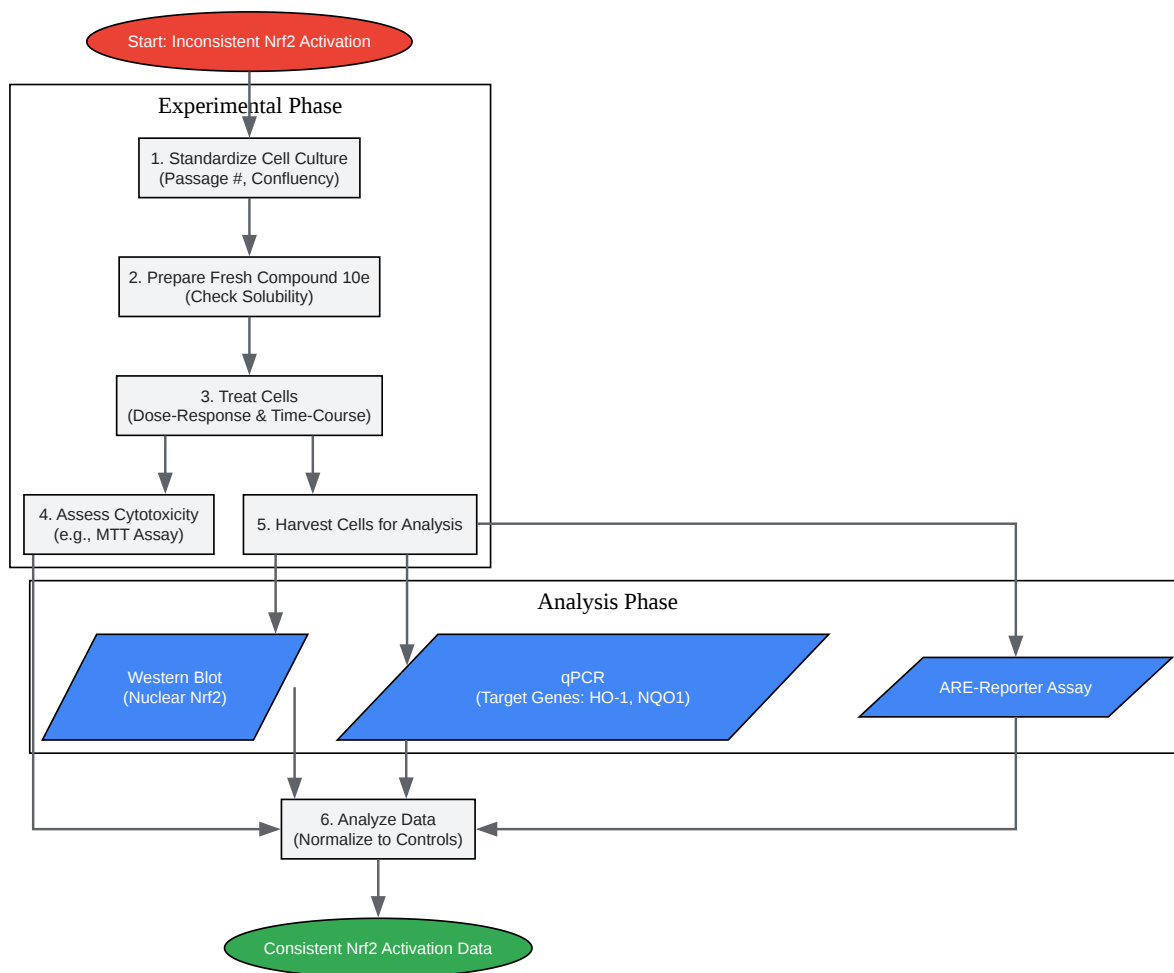 Start: Inconsistent Nrf2 Activation
Experimental Phase
1. Standardize Cell Culture
(Passage #, Confluency)
2. Prepare Fresh Compound 10e
(Check Solubility)
3. Treat Cells
(Dose-Response & Time-Course)
4. Assess Cytotoxicity
(e.g., MTT Assay)
5. Harvest Cells for Analysis
Analysis Phase
Western Blot
(Nuclear Nrf2)
qPCR
(Target Genes: HO-1, NQO1)
ARE-Reporter Assay
6. Analyze Data
(Normalize to Controls)
Consistent Nrf2 Activation Data